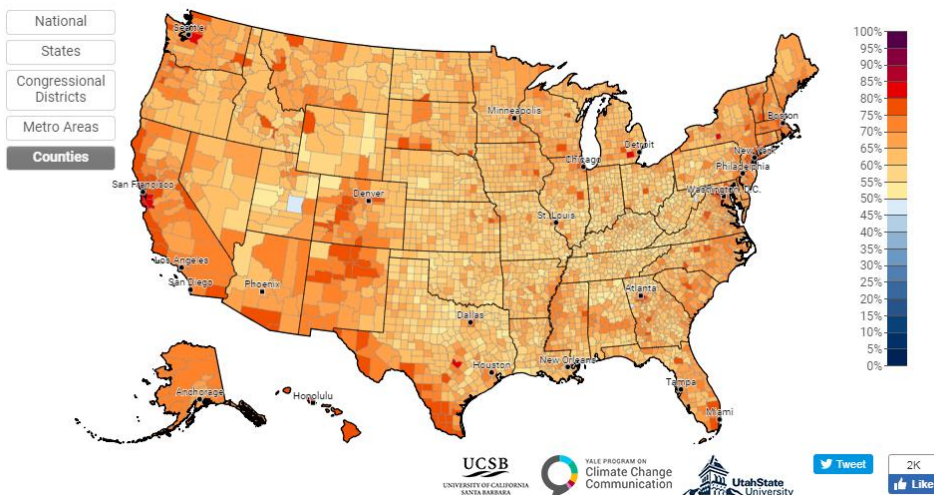 National
States
Congressional
Districts
Metro Areas
Counties
Seattle
Minneapolis
Boston
Detroit
New York
Chicago
Philadelphia
San Francisco
Denver
Washington, D.C.
St. Louis
Los Angeles
San Diego
Phoenix
Atlanta
Dallas
Houston
New Orleans
Tampa
Miami
Anchorage
Honolulu
100%
95%
90%
85%
80%
75%
70%
65%
60%
55%
50%
45%
40%
35%
30%
25%
20%
15%
10%
5%
0%
UCSB
UNIVERSITY OF CALIFORNIA
SANTA BARBARA
YALE PROGRAM ON
Climate Change
Communication
UtahState
University
Tweet
2K
Like